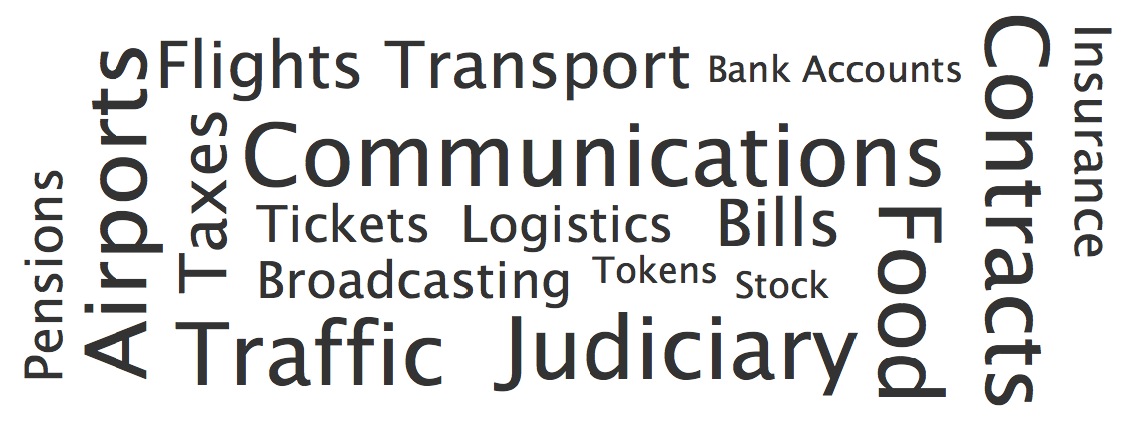 Pensions
Airports
Flights Transport Bank Accounts
Taxes
Communications
Tickets Logistics Bills
Broadcasting Tokens Stock
Traffic Judiciary
Food
Contracts
Insurance